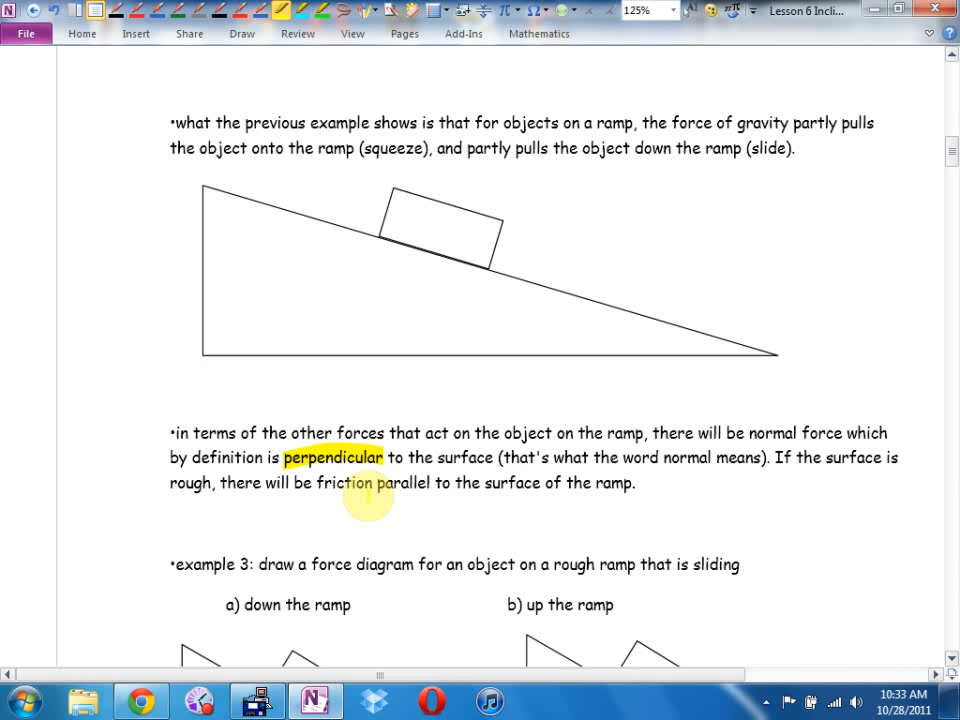 125%
Lesson 6 Incli...
File Home Insert Share Draw Review View Pages Add-Ins Mathematics
•what the previous example shows is that for objects on a ramp, the force of gravity partly pulls
the object onto the ramp (squeeze), and partly pulls the object down the ramp (slide).
•in terms of the other forces that act on the object on the ramp, there will be normal force which
by definition is perpendicular to the surface (that's what the word normal means). If the surface is
rough, there will be friction parallel to the surface of the ramp.
•example 3: draw a force diagram for an object on a rough ramp that is sliding
a) down the ramp b) up the ramp
10:33 AM
10/28/2011